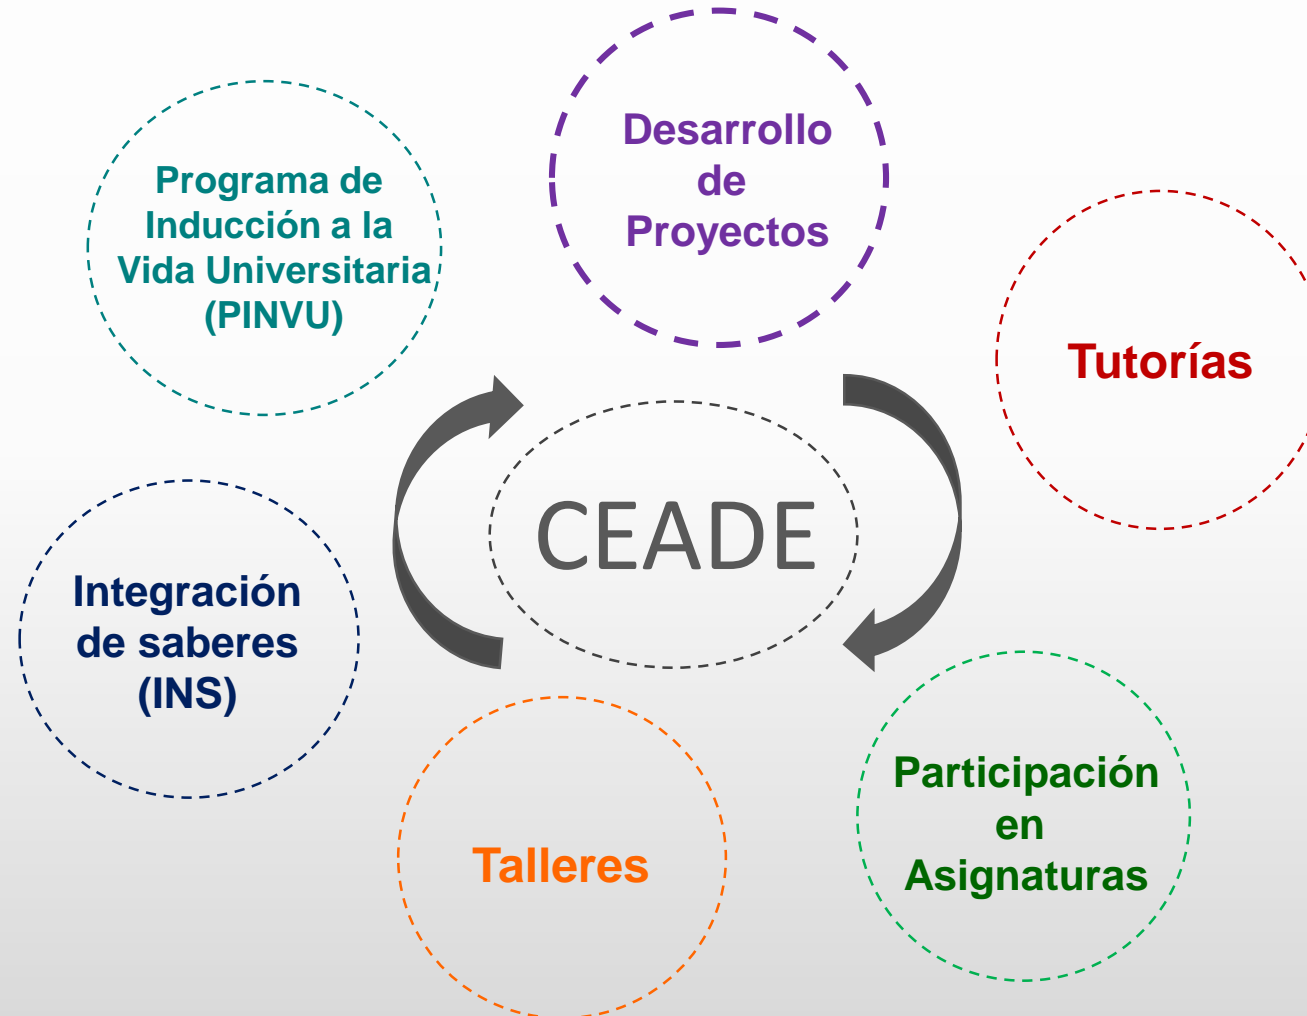 Desarrollo
de
Proyectos
Programa de
Inducción a la
Vida Universitaria
(PINVU)
Tutorías
CEADE
Integración
de saberes
(INS)
Participación
en
Asignaturas
Talleres